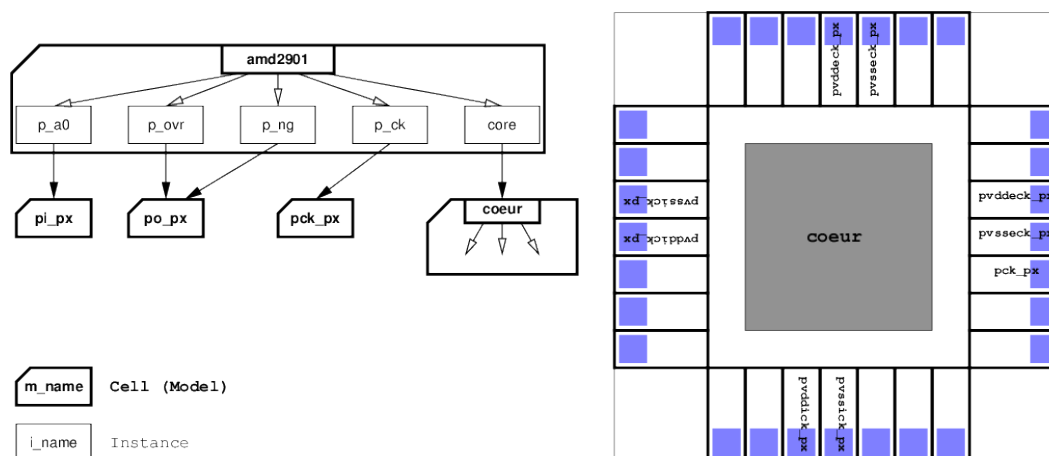 amd2901
p_a0
p_ovr
p_ng
p_ck
core
pi_px
po_px
pck_px
coeur
m_name
Cell (Model)
i_name
Instance
pvddeck_px
pvsseck_px
pvssick_px
pvddick_px
coeur
pvddeck_px
pvsseck_px
pck_px
pvddick_px
pvssick_px